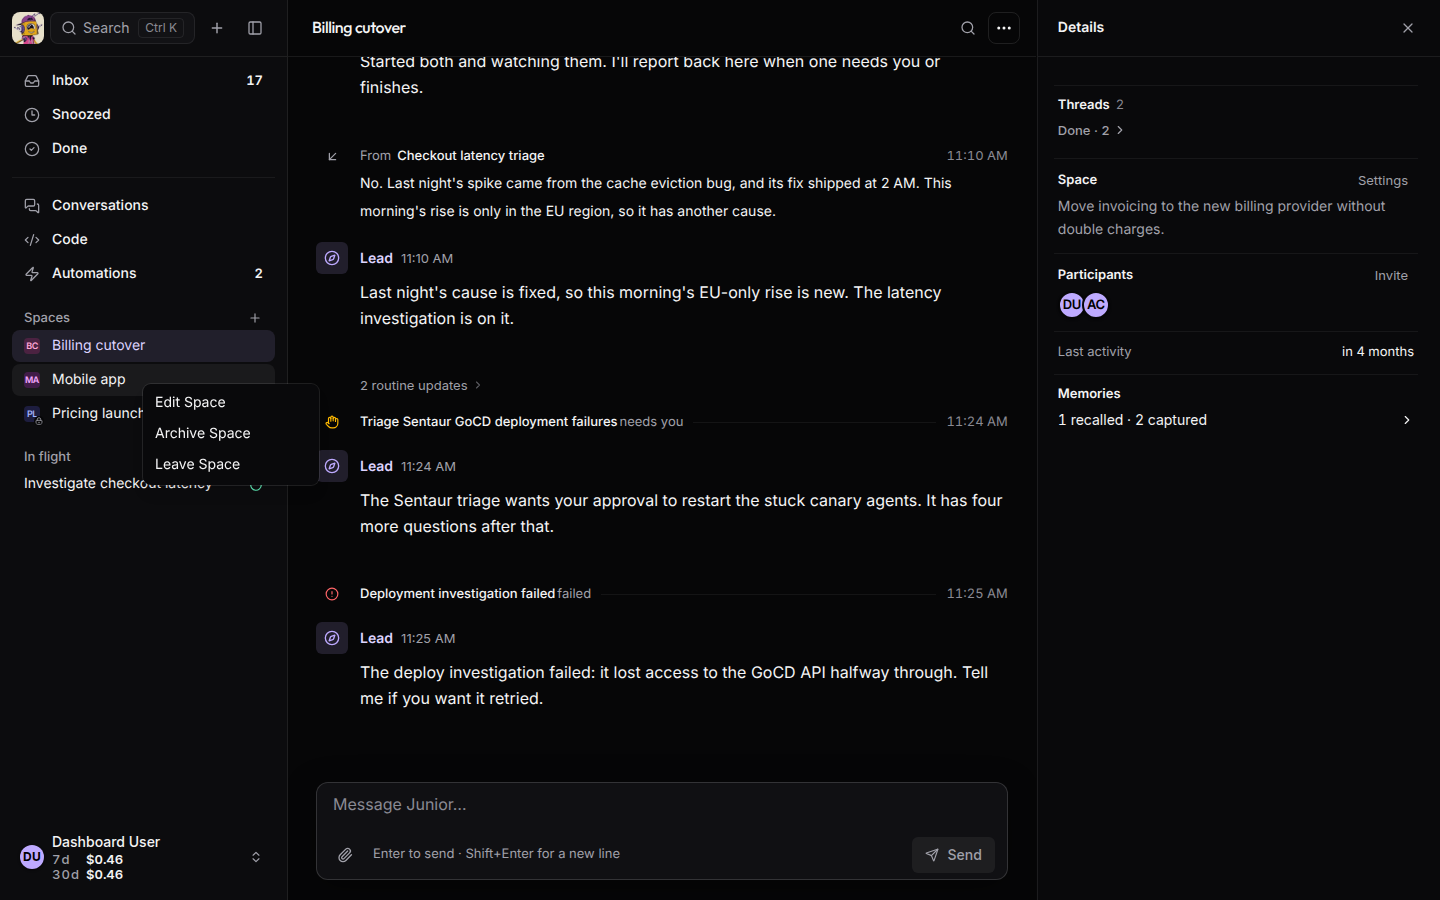 Search Ctrl K
Inbox 17
Snoozed
Done
Conversations
Code
Automations 2
Spaces
BC Billing cutover
MA Mobile app
PL Pricing launch
Edit Space
Archive Space
Leave Space
In flight
Investigate checkout latency
DU Dashboard User
7d $0.46
30d $0.46
Billing cutover
Started both and watching them. I'll report back here when one needs you or
finishes.
From Checkout latency triage 11:10 AM
No. Last night's spike came from the cache eviction bug, and its fix shipped at 2 AM. This
morning's rise is only in the EU region, so it has another cause.
Lead 11:10 AM
Last night's cause is fixed, so this morning's EU-only rise is new. The latency
investigation is on it.
2 routine updates
Triage Sentaur GoCD deployment failures needs you 11:24 AM
Lead 11:24 AM
The Sentaur triage wants your approval to restart the stuck canary agents. It has four
more questions after that.
Deployment investigation failed failed 11:25 AM
Lead 11:25 AM
The deploy investigation failed: it lost access to the GoCD API halfway through. Tell
me if you want it retried.
Message Junior...
Enter to send · Shift+Enter for a new line
Send
Details
Threads 2
Done · 2
Space Settings
Move invoicing to the new billing provider without
double charges.
Participants Invite
DU AC
Last activity in 4 months
Memories
1 recalled · 2 captured